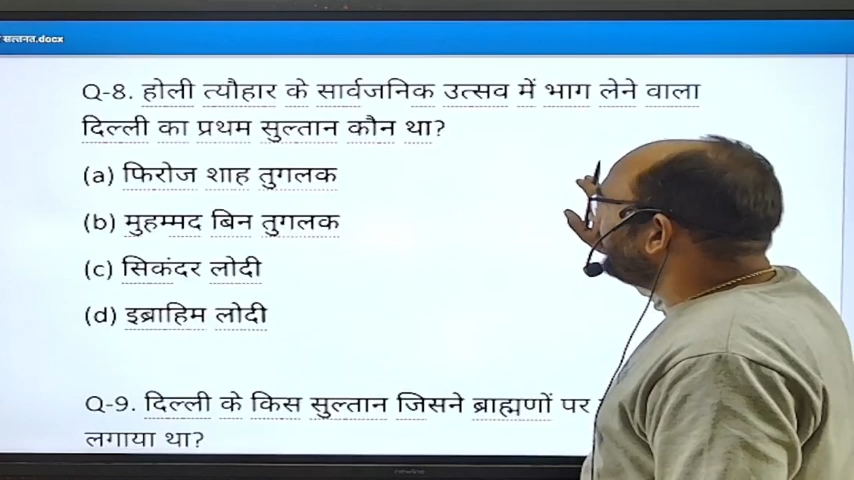 सल्तनत.docx
Q-8. होली त्यौहार के सार्वजनिक उत्सव में भाग लेने वाला
दिल्ली का प्रथम सुल्तान कौन था?
(a) फिरोज शाह तुगलक
(b) मुहम्मद बिन तुगलक
(c) सिकंदर लोदी
(d) इब्राहिम लोदी
Q-9. दिल्ली के किस सुल्तान जिसने ब्राह्मणों पर
लगाया था?